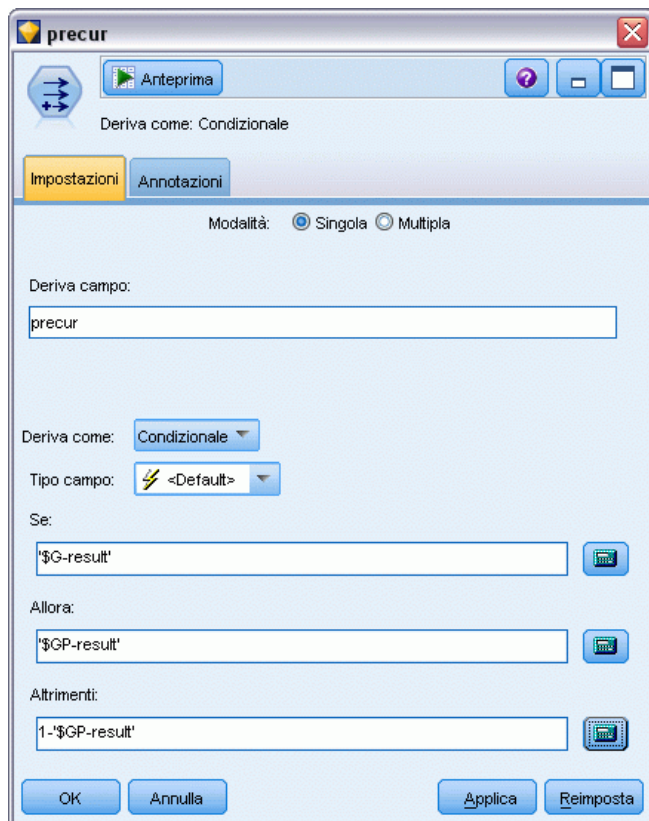 precur
Anteprima
Deriva come: Condizionale
Impostazioni Annotazioni
Modalità: Singola Multipla
Deriva campo:
precur
Deriva come: Condizionale
Tipo campo: <Default>
Se:
'$G-result'
Allora:
'$GP-result'
Altrimenti:
1-'$GP-result'
OK Annulla Applica Reimposta